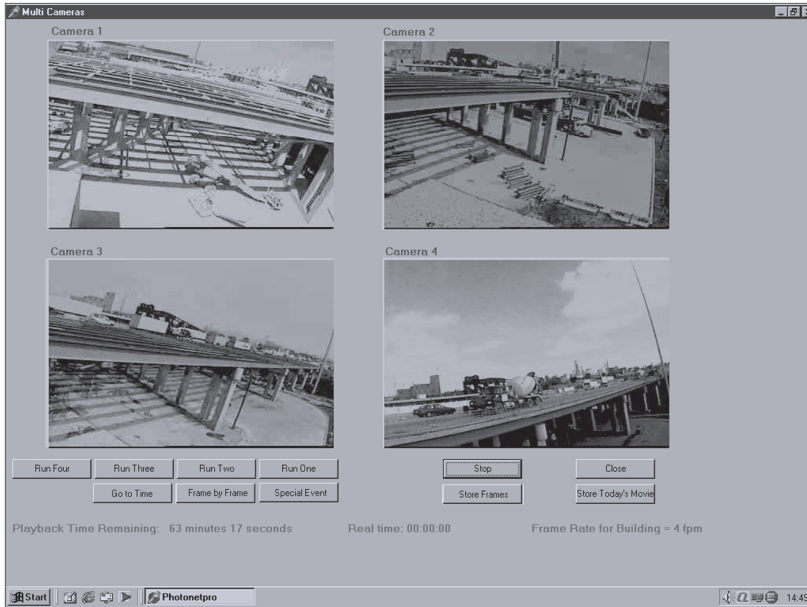 Multi Cameras
Camera 1
Camera 2
Camera 3
Camera 4
Run Four Run Three Run Two Run One Stop Close
Go to Time Frame by Frame Special Event Store Frames Store Today's Movie
Playback Time Remaining: 63 minutes 17 seconds Real time: 00:00:00 Frame Rate for Building = 4 fpm
Start Photonetpro